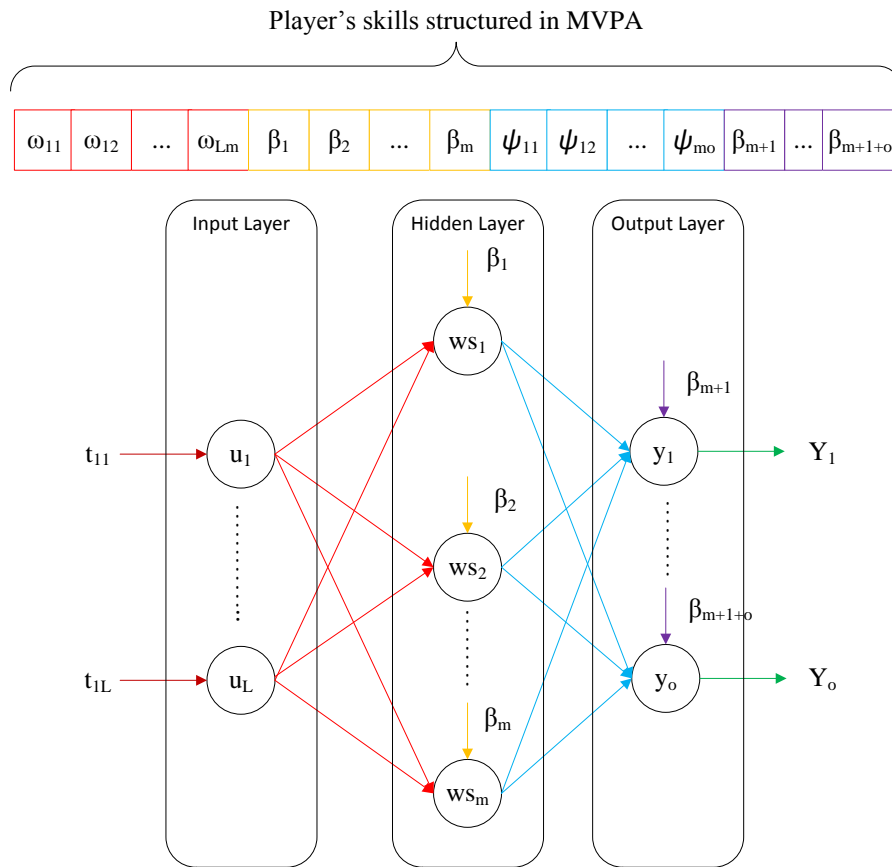 Player's skills structured in MVPA
ω11 ω12 ... ωLm β1 β2 ... βm ψ11 ψ12 ... ψmo βm+1 ... βm+1+o
Input Layer Hidden Layer Output Layer
β1
ws1
βm+1
t11 u1 y1 Y1
β2
ws2
βm+1+o
t1L uL yo Yo
βm
wsm